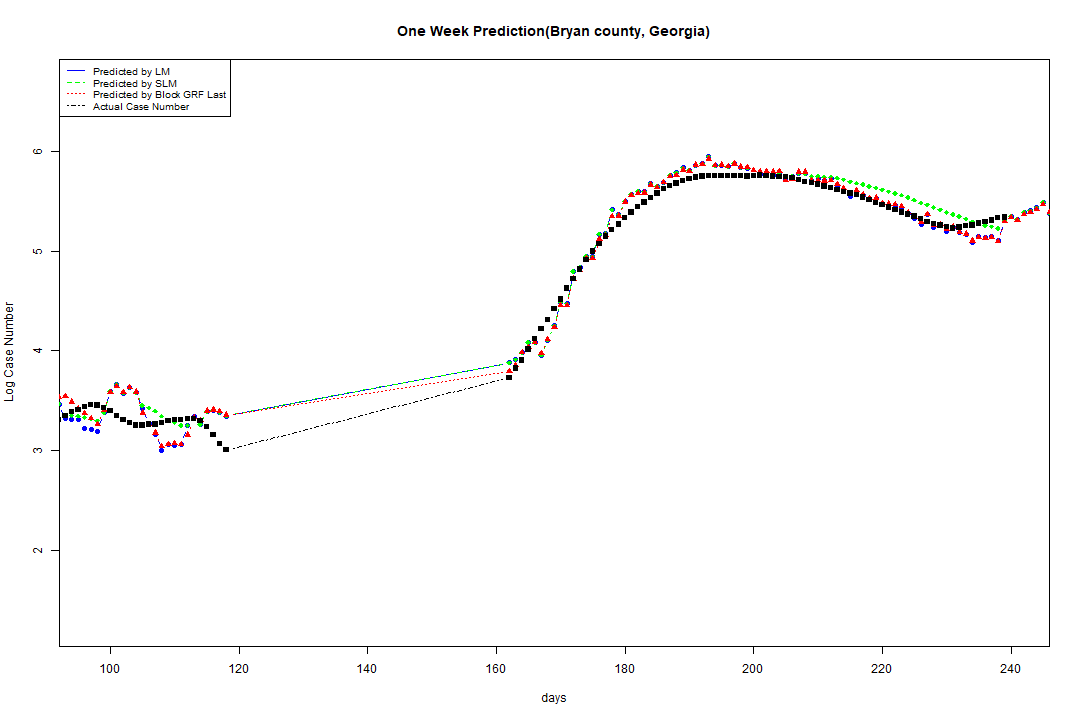 One Week Prediction(Bryan county, Georgia)
Predicted by LM
Predicted by SLM
Predicted by Block GRF Last
Actual Case Number
Log Case Number
6
5
4
3
2
100 120 140 160 180 200 220 240
days